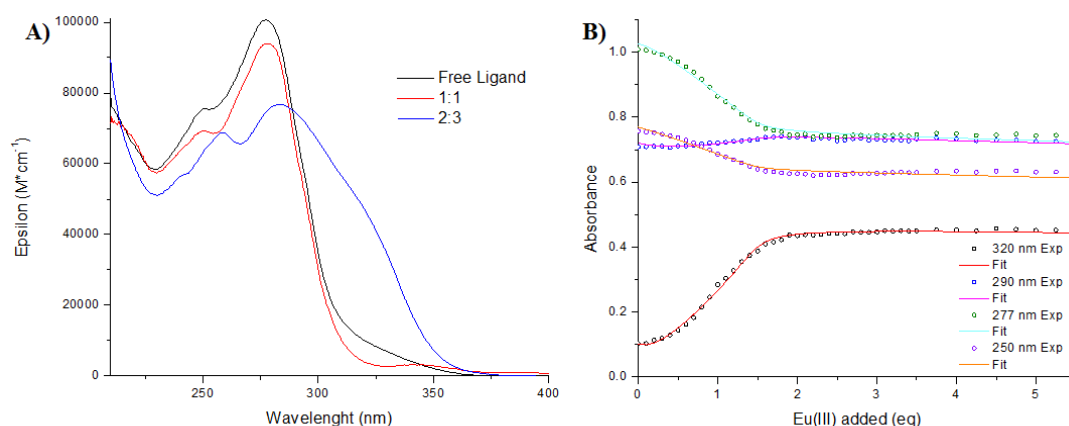 A)
Epsilon (M*cm⁻¹)
100000
80000
60000
40000
20000
0
250
300
350
400
Wavelenght (nm)
Free Ligand
1:1
2:3
B)
Absorbance
1.0
0.8
0.6
0.4
0.2
0.0
0
1
2
3
4
5
Eu(III) added (eq)
320 nm Exp
Fit
290 nm Exp
Fit
277 nm Exp
Fit
250 nm Exp
Fit